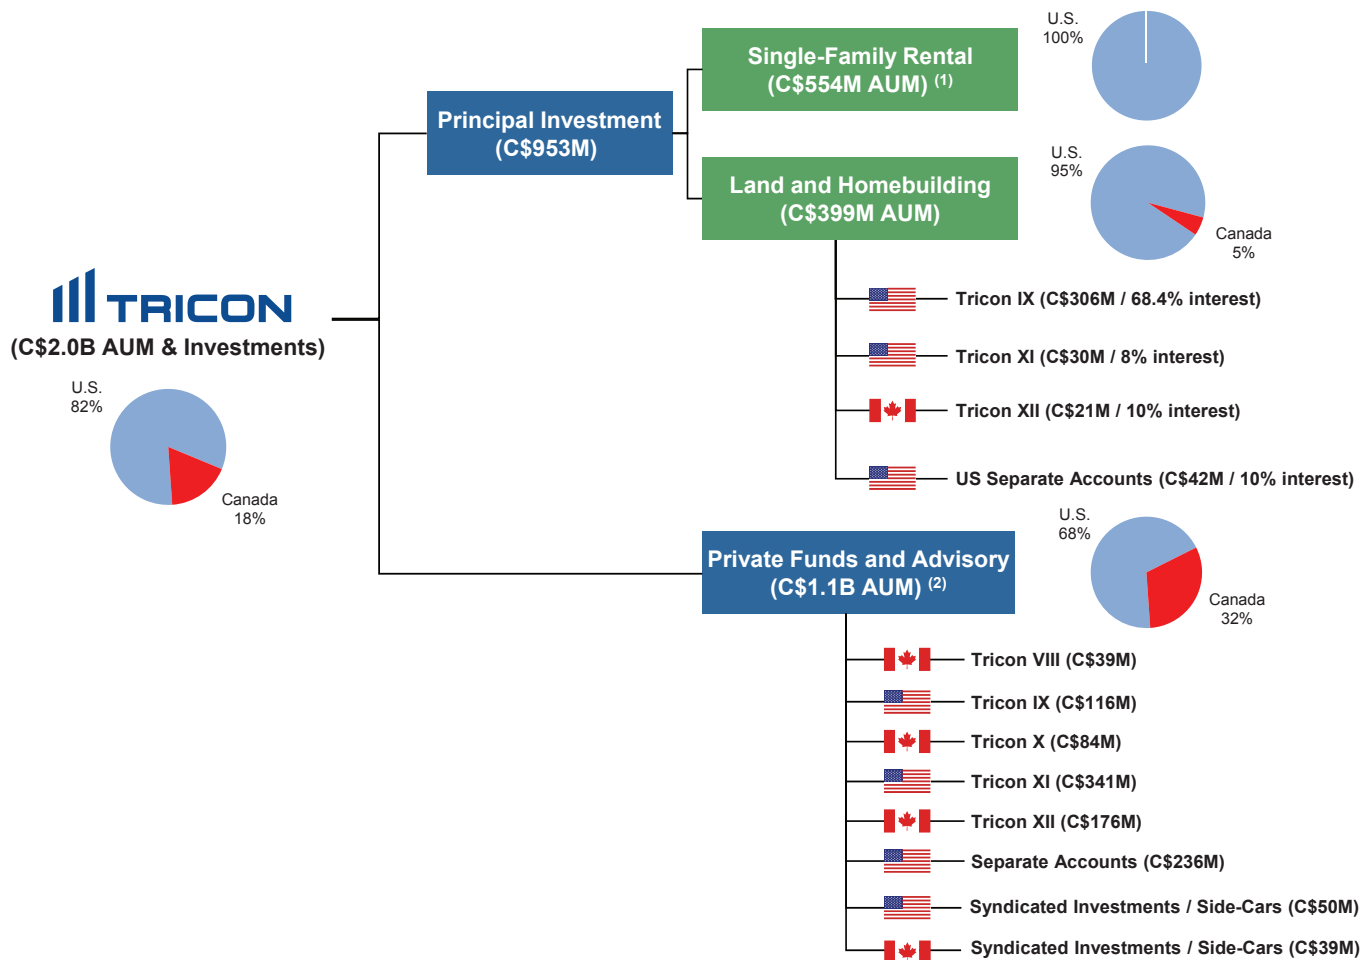 U.S.
100%
Single-Family Rental
(C$554M AUM) (1)
Principal Investment
(C$953M)
U.S.
95%
Land and Homebuilding
(C$399M AUM)
Canada
5%
TRICON
(C$2.0B AUM & Investments)
Tricon IX (C$306M / 68.4% interest)
Tricon XI (C$30M / 8% interest)
U.S.
82%
Tricon XII (C$21M / 10% interest)
US Separate Accounts (C$42M / 10% interest)
Canada
18%
U.S.
68%
Private Funds and Advisory
(C$1.1B AUM) (2)
Canada
32%
Tricon VIII (C$39M)
Tricon IX (C$116M)
Tricon X (C$84M)
Tricon XI (C$341M)
Tricon XII (C$176M)
Separate Accounts (C$236M)
Syndicated Investments / Side-Cars (C$50M)
Syndicated Investments / Side-Cars (C$39M)